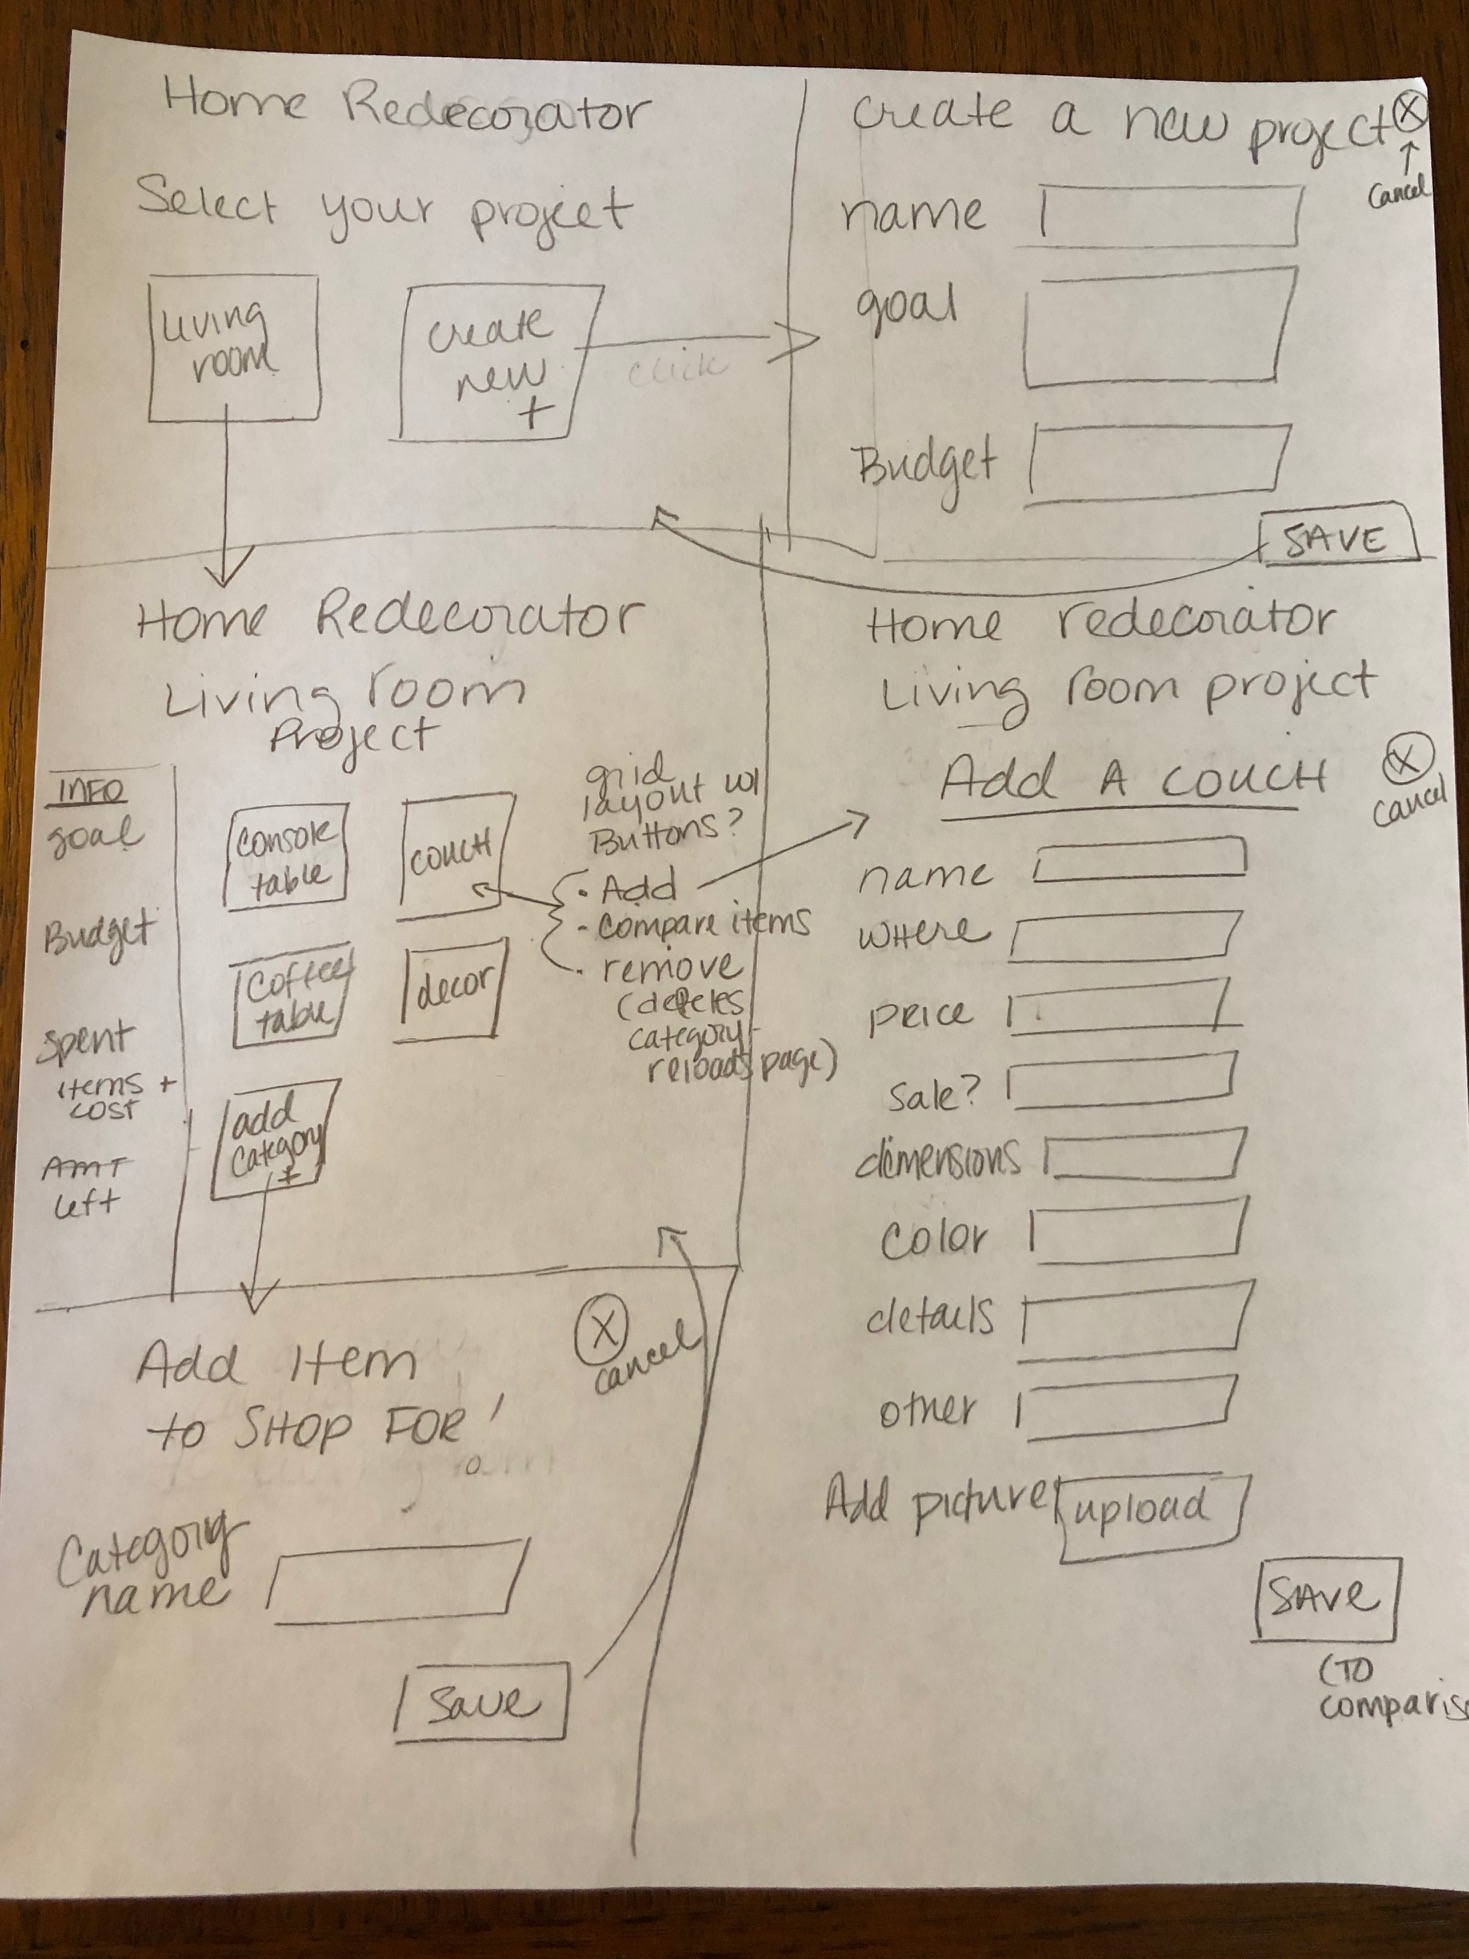 Home Redecorator
Select your project
Living
room
create
new
+
click
create a new project X
↑
cancel
name
goal
Budget
SAVE
Home Redecorator
Living room
Project
INFO
goal
Budget
Spent
items +
cost
AMT
left
console
table
couch
coffee
table
decor
add
category
+
grid
layout w/
Buttons?
· Add
- compare items
· remove
(deletes
category-
reloads page)
Home redecorator
Living room project
Add A couch X
cancel
name
where
price
sale?
dimensions
color
details
other
Add picture upload
SAVE
(TO
Add Item
to SHOP FOR
X
cancel
Category
name
save